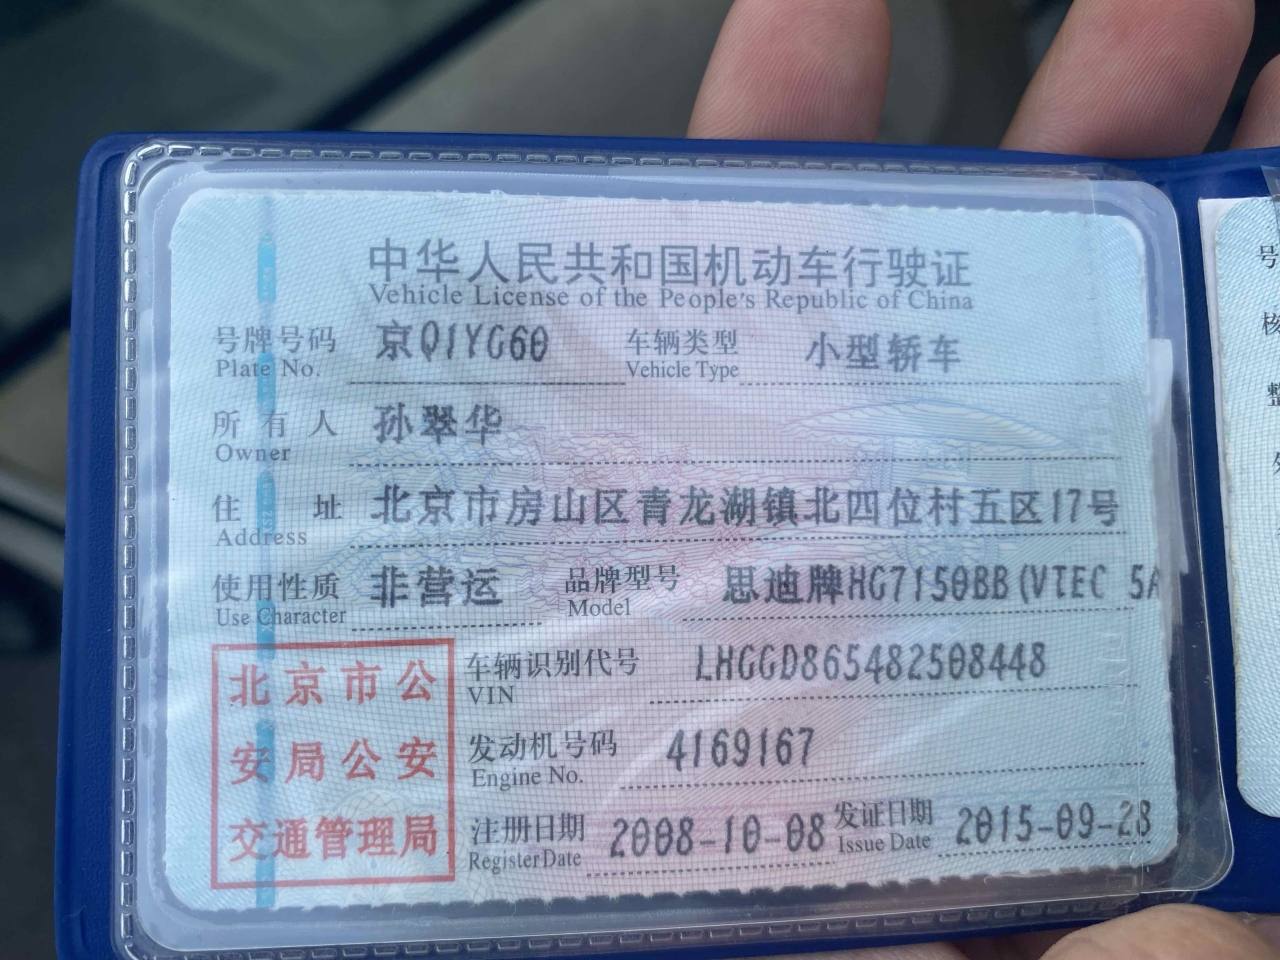 中华人民共和国机动车行驶证
Vehicle License of the People's Republic of China
号牌号码 京Q1YG60 车辆类型 小型轿车
Plate No. Vehicle Type
所有人 孙翠华
Owner
住址 北京市房山区青龙湖镇北四位村五区17号
Address
使用性质 非营运 品牌型号 思迪牌HG7150BB(VTEC 5A
Use Character Model
北京市公
安局公安
交通管理局
车辆识别代号 LHGGD865482508448
VIN
发动机号码 4169167
Engine No.
注册日期 2008-10-08 发证日期 2015-09-28
Register Date Issue Date
号
核
整